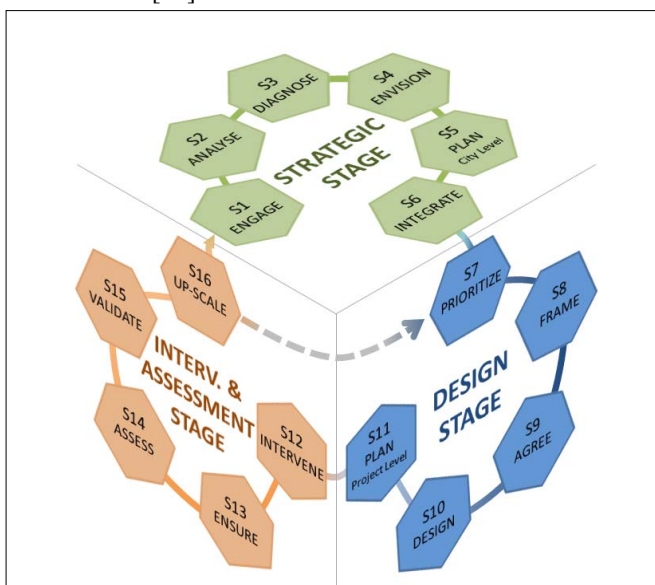 S1
ENGAGE
S2
ANALYSE
S3
DIAGNOSE
S4
ENVISION
S5
PLAN
City Level
S6
INTEGRATE
STRATEGIC
STAGE
S7
PRIORITIZE
S8
FRAME
S9
AGREE
S10
DESIGN
S11
PLAN
Project Level
DESIGN
STAGE
S12
INTERVENE
S13
ENSURE
S14
ASSESS
S15
VALIDATE
S16
UP-SCALE
INTERV. &
ASSESSMENT
STAGE